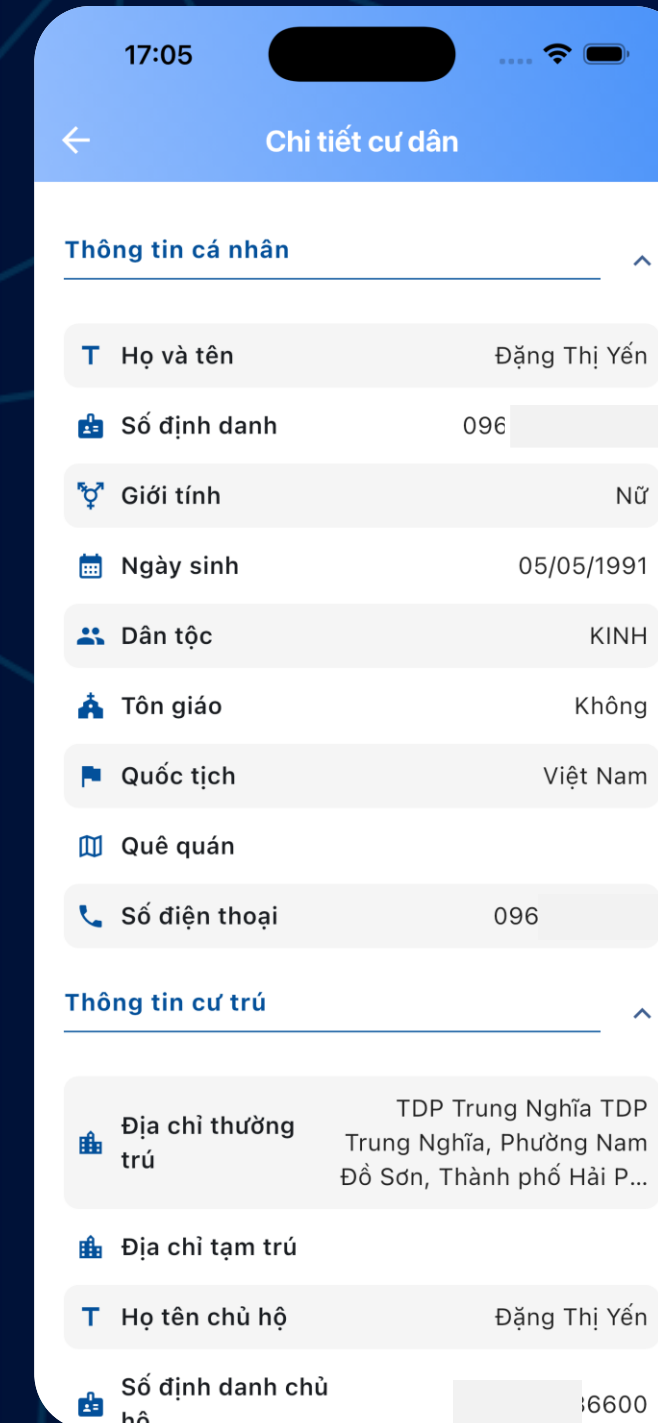 17:05
Chi tiết cư dân
Thông tin cá nhân
Họ và tên Đặng Thị Yến
Số định danh 096
Giới tính Nữ
Ngày sinh 05/05/1991
Dân tộc KINH
Tôn giáo Không
Quốc tịch Việt Nam
Quê quán
Số điện thoại 096
Thông tin cư trú
Địa chỉ thường
trú
TDP Trung Nghĩa TDP
Trung Nghĩa, Phường Nam
Đồ Sơn, Thành phố Hải P...
Địa chỉ tạm trú
Họ tên chủ hộ Đặng Thị Yến
Số định danh chủ
hộ
6600